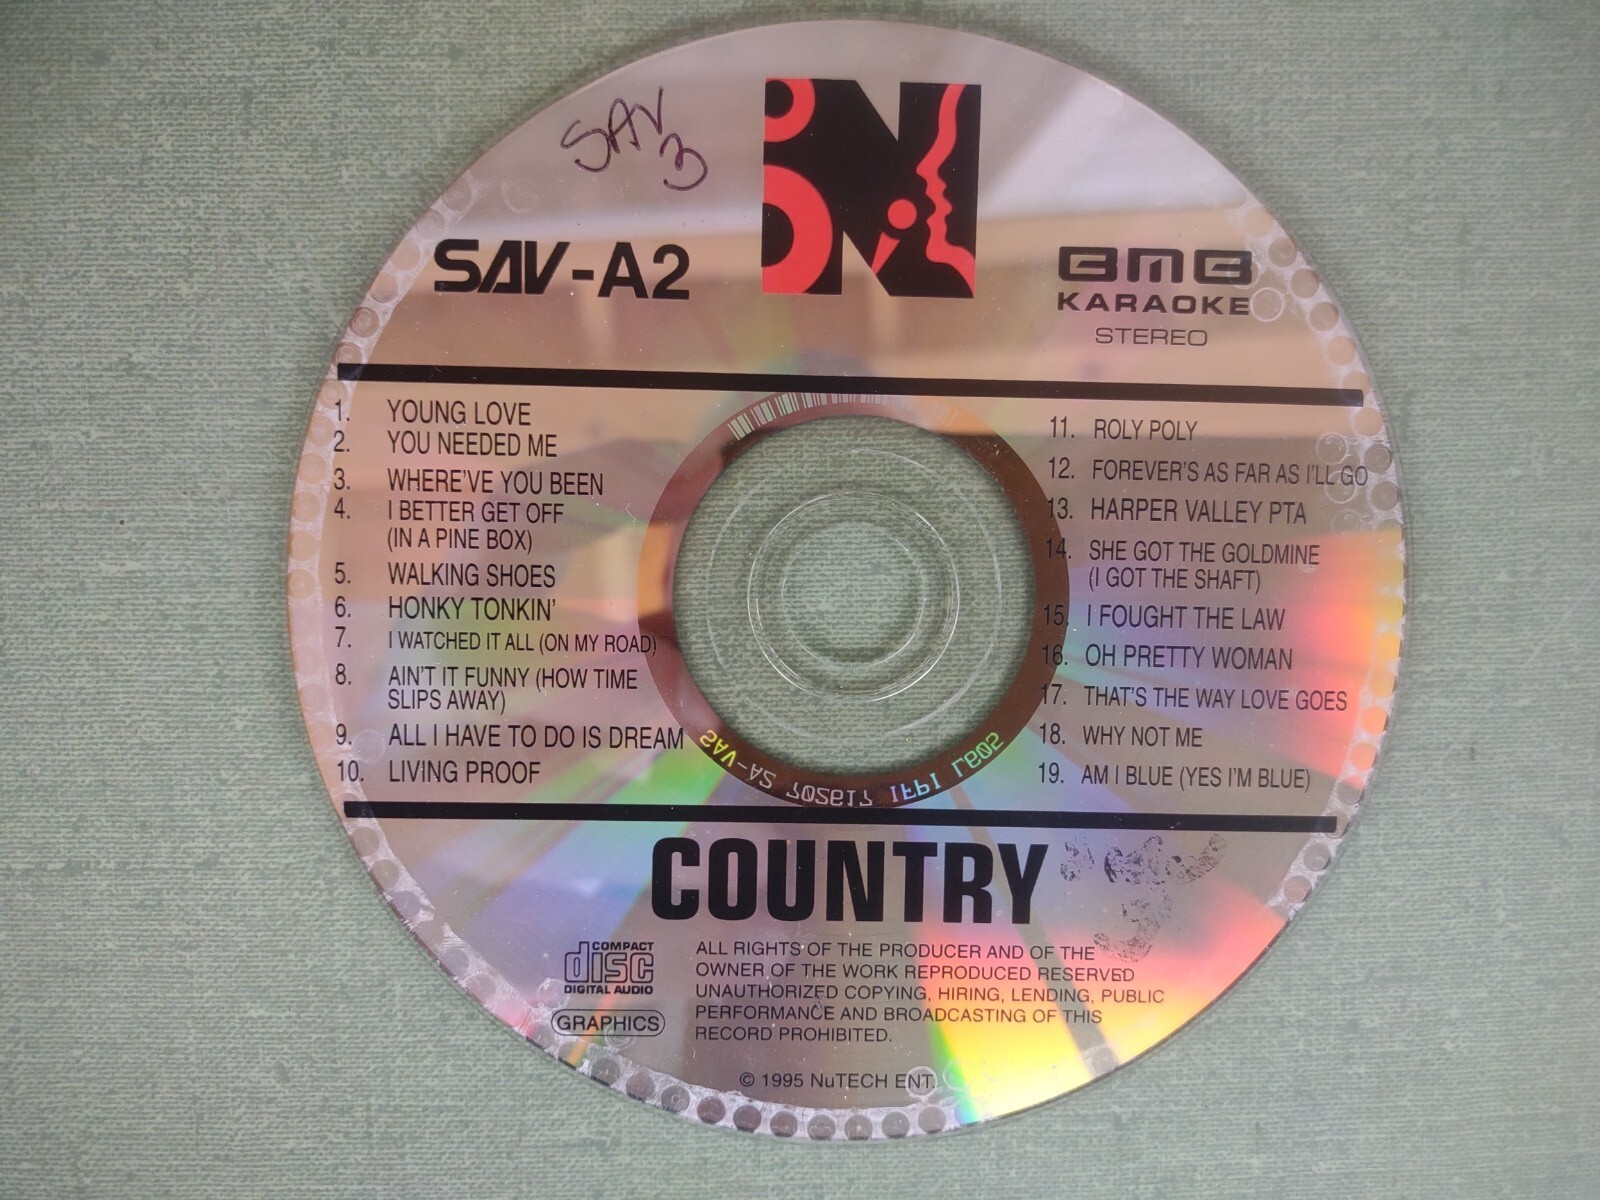 SAV
3
N
SAV-A2
BMB
KARAOKE
STEREO
1. YOUNG LOVE
2. YOU NEEDED ME
3. WHERE'VE YOU BEEN
4. I BETTER GET OFF
(IN A PINE BOX)
5. WALKING SHOES
6. HONKY TONKIN'
7. I WATCHED IT ALL (ON MY ROAD)
8. AIN'T IT FUNNY (HOW TIME
SLIPS AWAY)
9. ALL I HAVE TO DO IS DREAM
10. LIVING PROOF
11. ROLY POLY
12. FOREVER'S AS FAR AS I'LL GO
13. HARPER VALLEY PTA
14. SHE GOT THE GOLDMINE
(I GOT THE SHAFT)
15. I FOUGHT THE LAW
16. OH PRETTY WOMAN
17. THAT'S THE WAY LOVE GOES
18. WHY NOT ME
19. AM I BLUE (YES I'M BLUE)
SAV-A2 702617 IFPI L602
COUNTRY
COMPACT
disc
DIGITAL AUDIO
GRAPHICS
ALL RIGHTS OF THE PRODUCER AND OF THE
OWNER OF THE WORK REPRODUCED RESERVED
UNAUTHORIZED COPYING, HIRING, LENDING, PUBLIC
PERFORMANCE AND BROADCASTING OF THIS
RECORD PROHIBITED.
© 1995 NuTECH ENT.